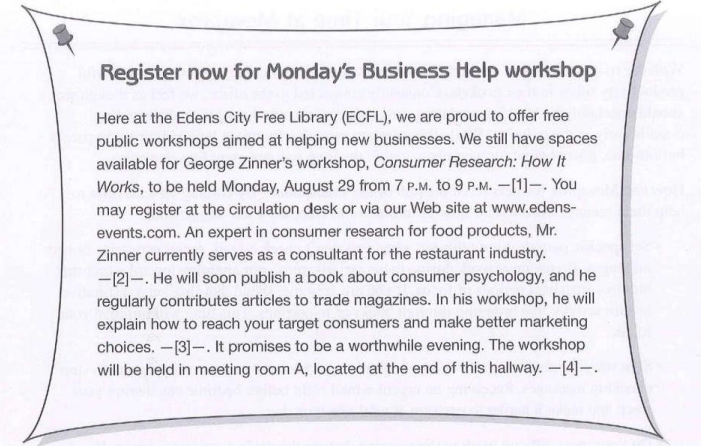 Register now for Monday's Business Help workshop
Here at the Edens City Free Library (ECFL), we are proud to offer free
public workshops aimed at helping new businesses. We still have spaces
available for George Zinner's workshop, Consumer Research: How It
Works, to be held Monday, August 29 from 7 P.M. to 9 P.M. —[1]—. You
may register at the circulation desk or via our Web site at www.edens-
events.com. An expert in consumer research for food products, Mr.
Zinner currently serves as a consultant for the restaurant industry.
—[2]—. He will soon publish a book about consumer psychology, and he
regularly contributes articles to trade magazines. In his workshop, he will
explain how to reach your target consumers and make better marketing
choices. —[3]—. It promises to be a worthwhile evening. The workshop
will be held in meeting room A, located at the end of this hallway. —[4]—.